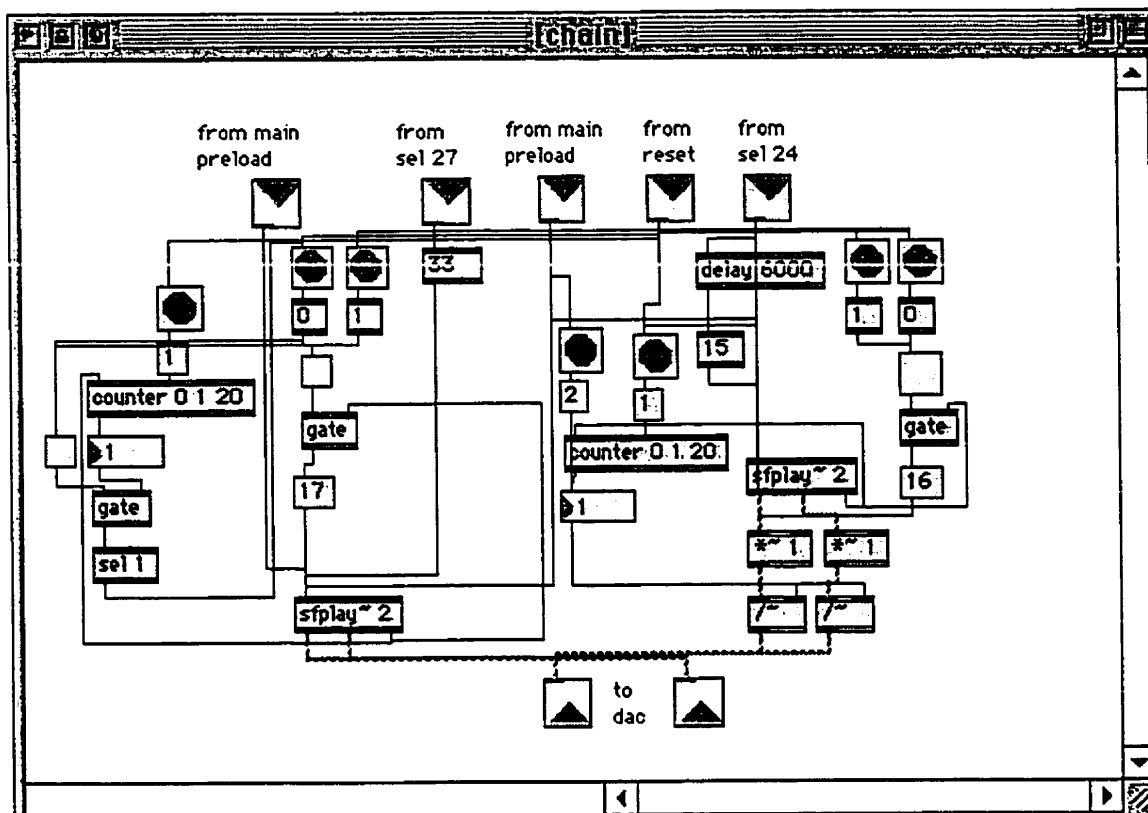 [chain]
from main
preload
from
sel 27
from main
preload
from
reset
from
sel 24
33
delay 6000
0
1
1
0
1
15
2
1
counter 0 1 20
gate
gate
counter 0 1 20
1
17
sfplay~ 2
16
1
gate
*~ 1
*~ 1
sel 1
sfplay~ 2
/~
/~
to
dac